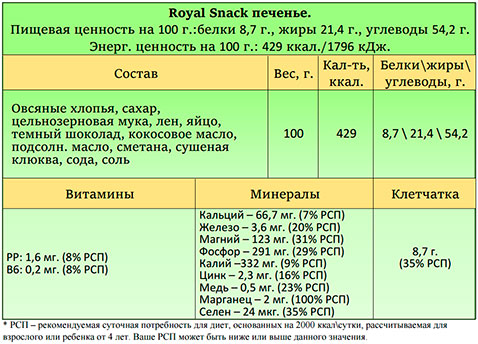 Royal Snack печенье.
Пищевая ценность на 100 г.:белки 8,7 г., жиры 21,4 г., углеводы 54,2 г.
Энерг. ценность на 100 г.: 429 ккал./1796 кДж.
Состав
Вес, г.
Кал-ть,
ккал.
Белки\жиры\
углеводы, г.
Овсяные хлопья, сахар,
цельнозерновая мука, лен, яйцо,
темный шоколад, кокосовое масло,
подсолн. масло, сметана, сушеная
клюква, сода, соль
100
429
8,7 \ 21,4 \ 54,2
Витамины
Минералы
Клетчатка
PP: 1,6 мг. (8% РСП)
B6: 0,2 мг. (8% РСП)
Кальций – 66,7 мг. (7% РСП)
Железо – 3,6 мг. (20% РСП)
Магний – 123 мг. (31% РСП)
Фосфор – 291 мг. (29% РСП)
Калий –332 мг. (9% РСП)
Цинк – 2,3 мг. (16% РСП)
Медь – 0,5 мг. (23% РСП)
Марганец – 2 мг. (100% РСП)
Селен – 24 мкг. (35% РСП)
8,7 г.
(35% РСП)
* РСП – рекомендуемая суточная потребность для диет, основанных на 2000 ккал\сутки, рассчитываемая для
взрослого или ребенка от 4 лет. Ваше РСП может быть ниже или выше данного значения.